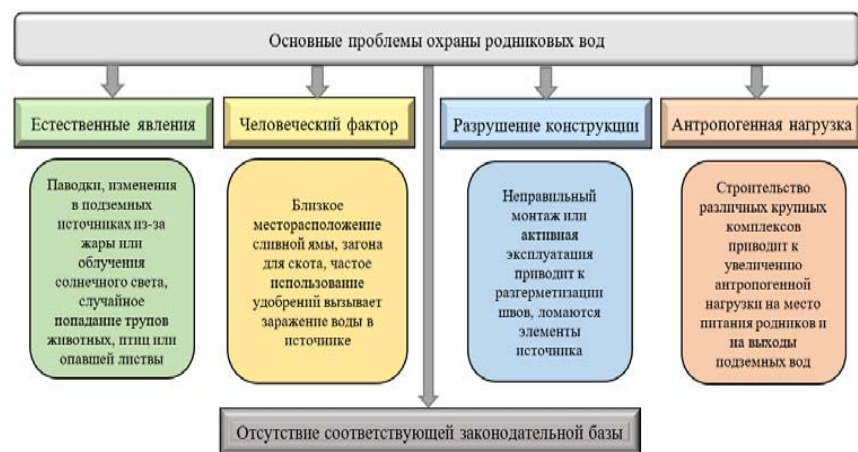 Основные проблемы охраны родниковых вод
Естественные явления
Человеческий фактор
Разрушение конструкции
Антропогенная нагрузка
Паводки, изменения
в подземных
источниках из-за
жары или
облучения
солнечного света,
случайное
попадание трупов
животных, птиц или
опавшей листвы
Близкое
месторасположение
сливной ямы, загона
для скота, частое
использование
удобрений вызывает
заражение воды в
источнике
Неправильный
монтаж или
активная
эксплуатация
приводит к
разгерметизации
швов, ломаются
элементы
источника
Строительство
различных крупных
комплексов
приводит к
увеличению
антропогенной
нагрузки на место
питания родников и
на выходы
подземных вод
Отсутствие соответствующей законодательной базы